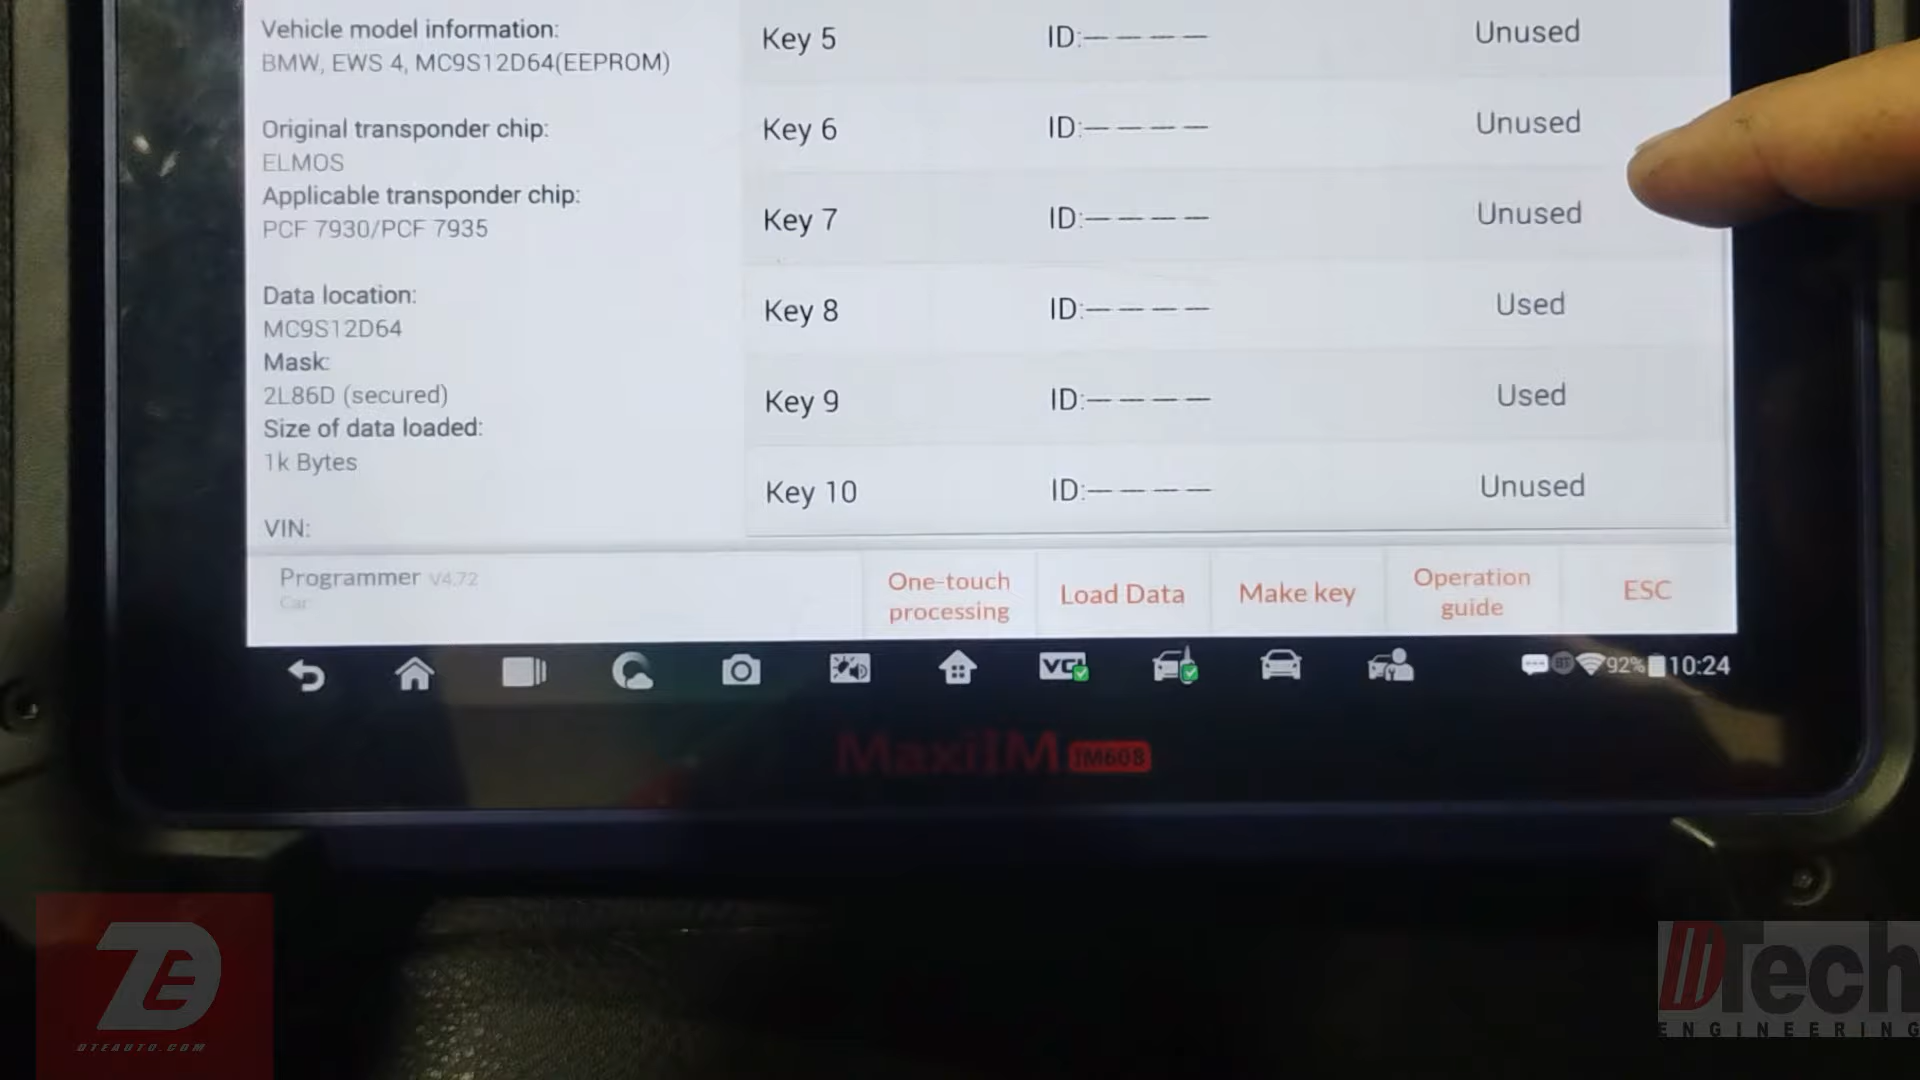 Vehicle model information:
BMW, EWS 4, MC9S12D64(EEPROM)
Original transponder chip:
ELMOS
Applicable transponder chip:
PCF 7930/PCF 7935
Data location:
MC9S12D64
Mask:
2L86D (secured)
Size of data loaded:
1k Bytes
VIN:
Key 5 ID:— — — — Unused
Key 6 ID:— — — — Unused
Key 7 ID:— — — — Unused
Key 8 ID:— — — — Used
Key 9 ID:— — — — Used
Key 10 ID:— — — — Unused
Programmer V4.72
Car
One-touch
processing
Load Data
Make key
Operation
guide
ESC
VCI
BT 92% 10:24
MaxiIM IM608
DTE
DTEAUTO.COM
DTech
ENGINEERING